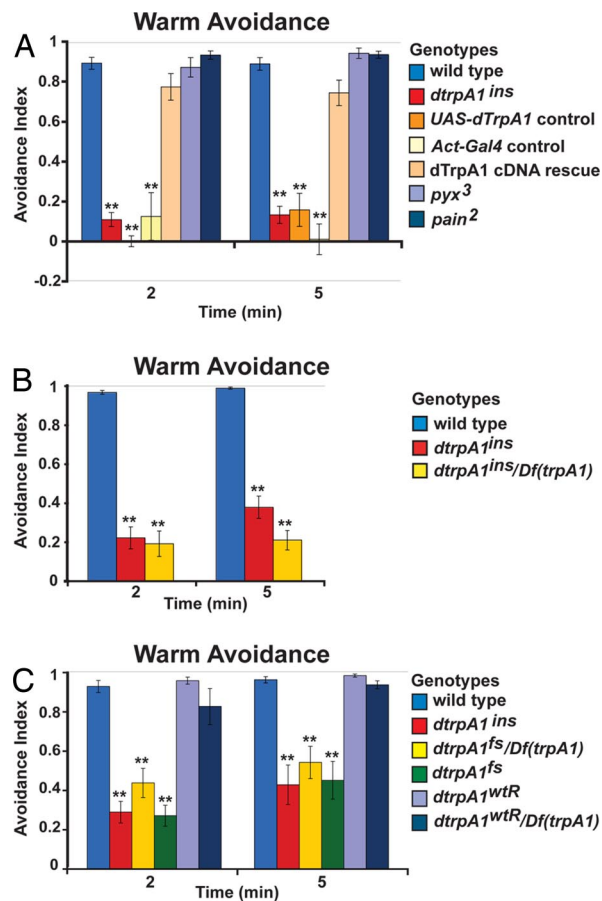 A
Warm Avoidance
Avoidance Index
1
0.8
0.6
0.4
0.2
0
-0.2
**
**
**
**
**
**
2
5
Time (min)
Genotypes
wild type
dtrpA1 ins
UAS-dTrpA1 control
Act-Gal4 control
dTrpA1 cDNA rescue
pyx3
pain2
B
Warm Avoidance
Avoidance Index
1
0.8
0.6
0.4
0.2
0
**
**
**
**
2
5
Time (min)
Genotypes
wild type
dtrpA1ins
dtrpA1ins/Df(trpA1)
C
Warm Avoidance
Avoidance Index
1
0.8
0.6
0.4
0.2
0
**
**
**
**
**
**
2
5
Time (min)
Genotypes
wild type
dtrpA1 ins
dtrpA1fs/Df(trpA1)
dtrpA1fs
dtrpA1wtR
dtrpA1wtR/Df(trpA1)